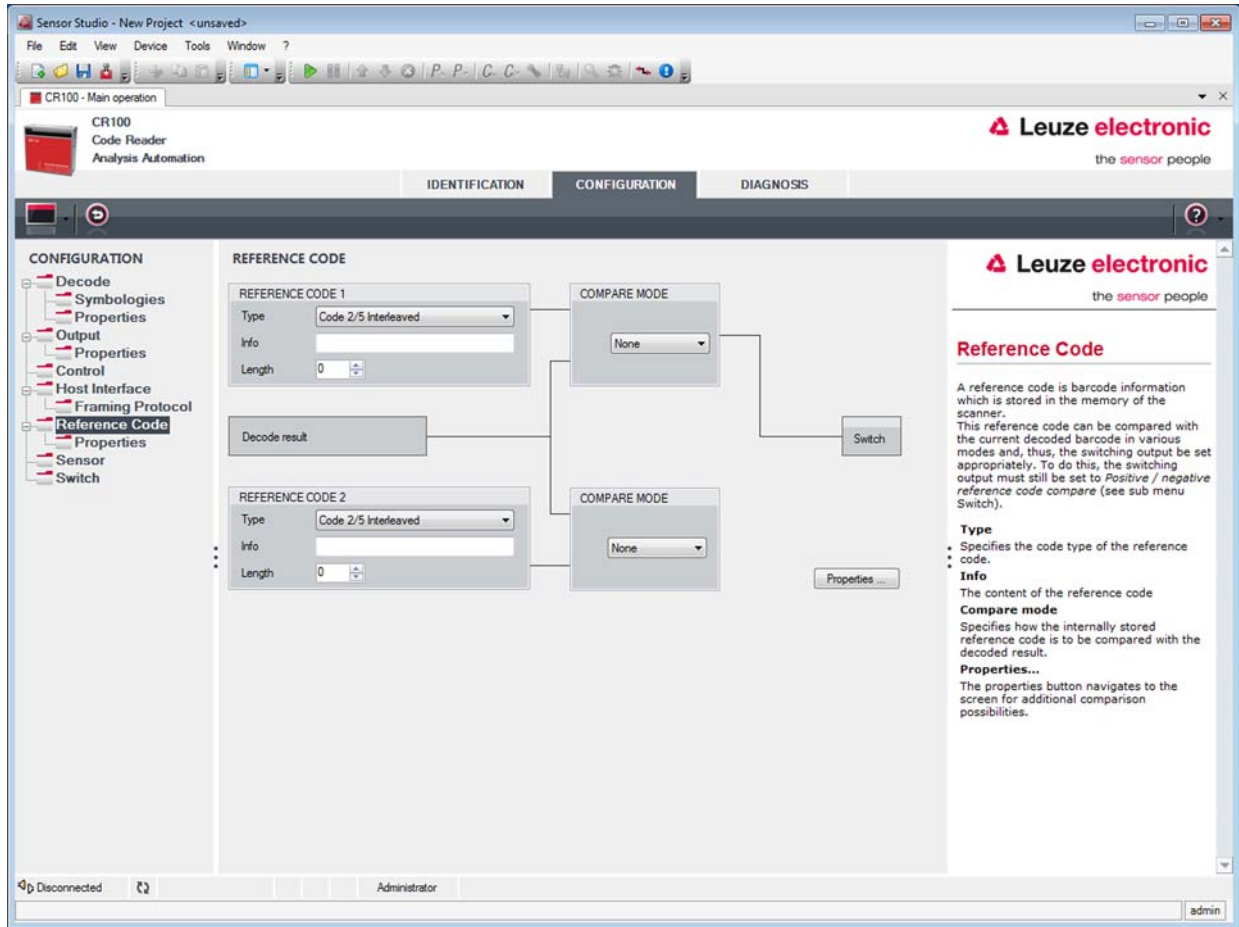 Sensor Studio - New Project <unsaved>
File Edit View Device Tools Window ?
CR100 - Main operation
CR100
Code Reader
Analysis Automation
Leuze electronic
the sensor people
IDENTIFICATION CONFIGURATION DIAGNOSIS
CONFIGURATION
Decode
Symbologies
Properties
Output
Properties
Control
Host Interface
Framing Protocol
Reference Code
Properties
Sensor
Switch
REFERENCE CODE
REFERENCE CODE 1
Type Code 2/5 Interleaved
Info
Length 0
COMPARE MODE
None
Decode result
Switch
REFERENCE CODE 2
Type Code 2/5 Interleaved
Info
Length 0
COMPARE MODE
None
Properties ...
Leuze electronic
the sensor people
Reference Code
A reference code is barcode information
which is stored in the memory of the
scanner.
This reference code can be compared with
the current decoded barcode in various
modes and, thus, the switching output be set
appropriately. To do this, the switching
output must still be set to Positive / negative
reference code compare (see sub menu
Switch).
Type
Specifies the code type of the reference
code.
Info
The content of the reference code
Compare mode
Specifies how the internally stored
reference code is to be compared with the
decoded result.
Properties...
The properties button navigates to the
screen for additional comparison
possibilities.
Disconnected Administrator
admin